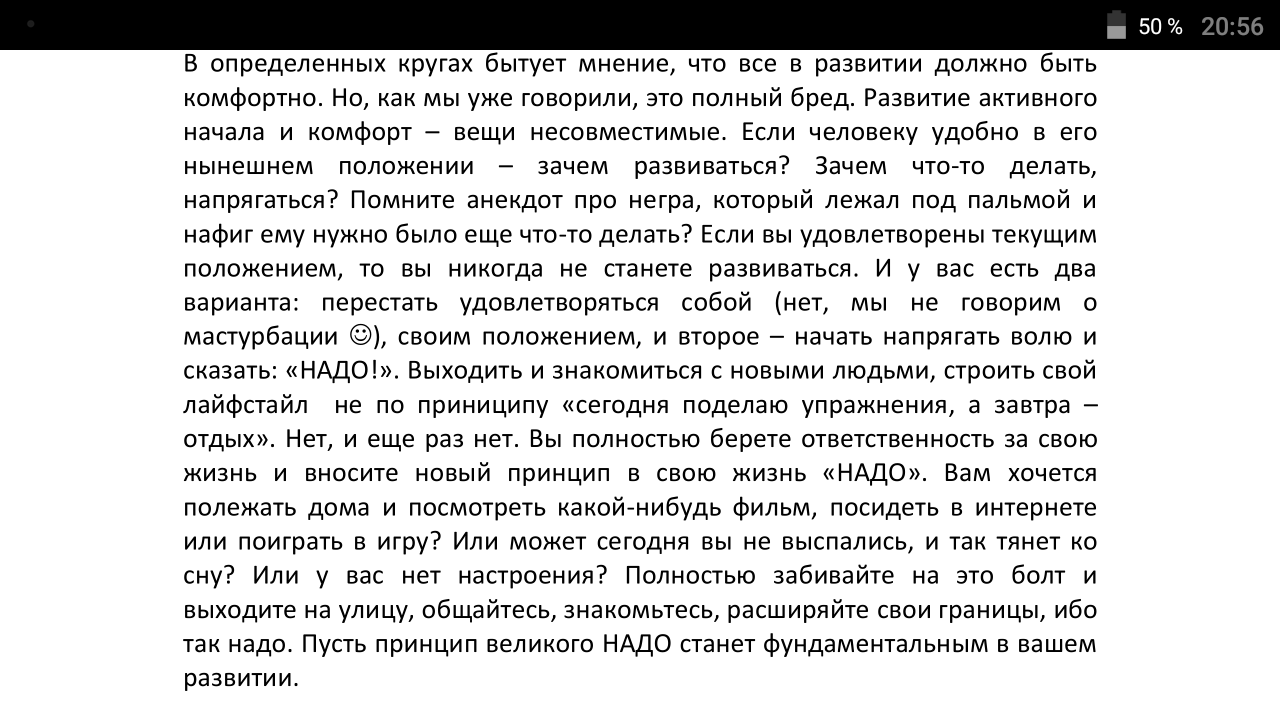 50 % 20:56
В определенных кругах бытует мнение, что все в развитии должно быть
комфортно. Но, как мы уже говорили, это полный бред. Развитие активного
начала и комфорт – вещи несовместимые. Если человеку удобно в его
нынешнем положении – зачем развиваться? Зачем что-то делать,
напрягаться? Помните анекдот про негра, который лежал под пальмой и
нафиг ему нужно было еще что-то делать? Если вы удовлетворены текущим
положением, то вы никогда не станете развиваться. И у вас есть два
варианта: перестать удовлетворяться собой (нет, мы не говорим о
мастурбации ☺), своим положением, и второе – начать напрягать волю и
сказать: «НАДО!». Выходить и знакомиться с новыми людьми, строить свой
лайфстайл  не по приниципу «сегодня поделаю упражнения, а завтра –
отдых». Нет, и еще раз нет. Вы полностью берете ответственность за свою
жизнь и вносите новый принцип в свою жизнь «НАДО». Вам хочется
полежать дома и посмотреть какой-нибудь фильм, посидеть в интернете
или поиграть в игру? Или может сегодня вы не выспались, и так тянет ко
сну? Или у вас нет настроения? Полностью забивайте на это болт и
выходите на улицу, общайтесь, знакомьтесь, расширяйте свои границы, ибо
так надо. Пусть принцип великого НАДО станет фундаментальным в вашем
развитии.